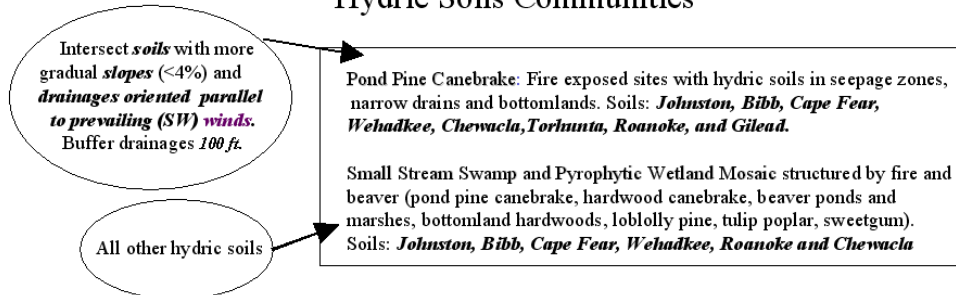 Hydric Soils Communities
Intersect soils with more
gradual slopes (<4%) and
drainages oriented parallel
to prevailing (SW) winds.
Buffer drainages 100 ft.
Pond Pine Canebrake: Fire exposed sites with hydric soils in seepage zones,
narrow drains and bottomlands. Soils: Johnston, Bibb, Cape Fear,
Wehadkee, Chewacla,Torhunta, Roanoke, and Gilead.
Small Stream Swamp and Pyrophytic Wetland Mosaic structured by fire and
beaver (pond pine canebrake, hardwood canebrake, beaver ponds and
marshes, bottomland hardwoods, loblolly pine, tulip poplar, sweetgum).
Soils: Johnston, Bibb, Cape Fear, Wehadkee, Roanoke and Chewacla
All other hydric soils